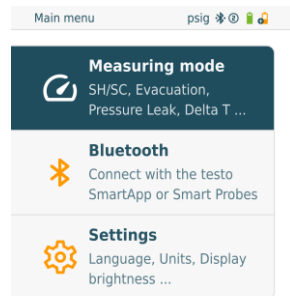 Main menu psig
Measuring mode
SH/SC, Evacuation,
Pressure Leak, Delta T ...
Bluetooth
Connect with the testo
SmartApp or Smart Probes
Settings
Language, Units, Display
brightness ...